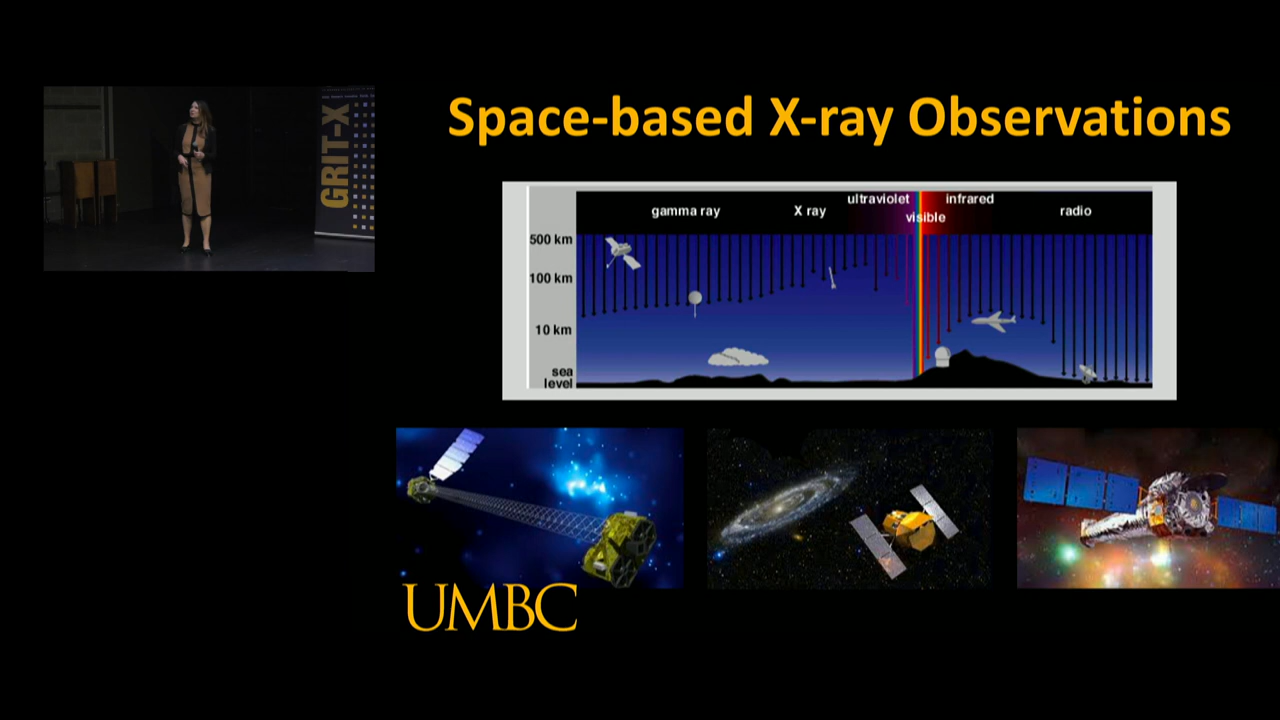 GRIT-X
Space-based X-ray Observations
gamma ray
X ray
ultraviolet
visible
infrared
radio
500 km
100 km
10 km
sea
level
UMBC